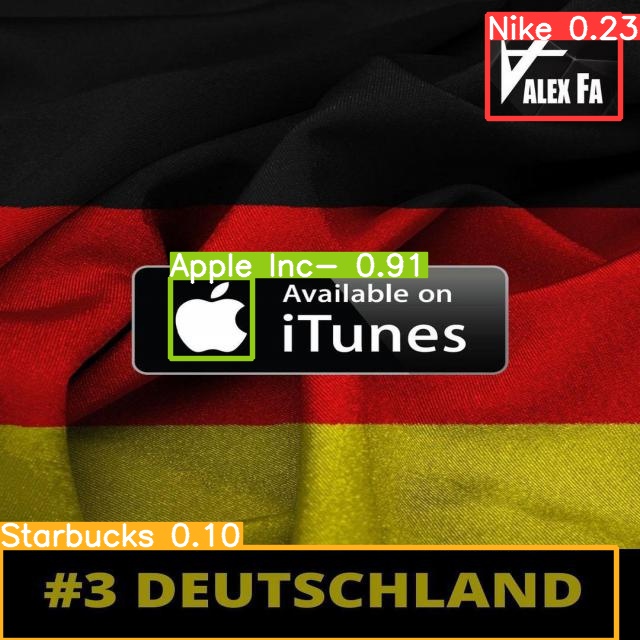 Nike 0.23
ALEX FA
Apple Inc- 0.91
Available on
iTunes
Starbucks 0.10
#3 DEUTSCHLAND